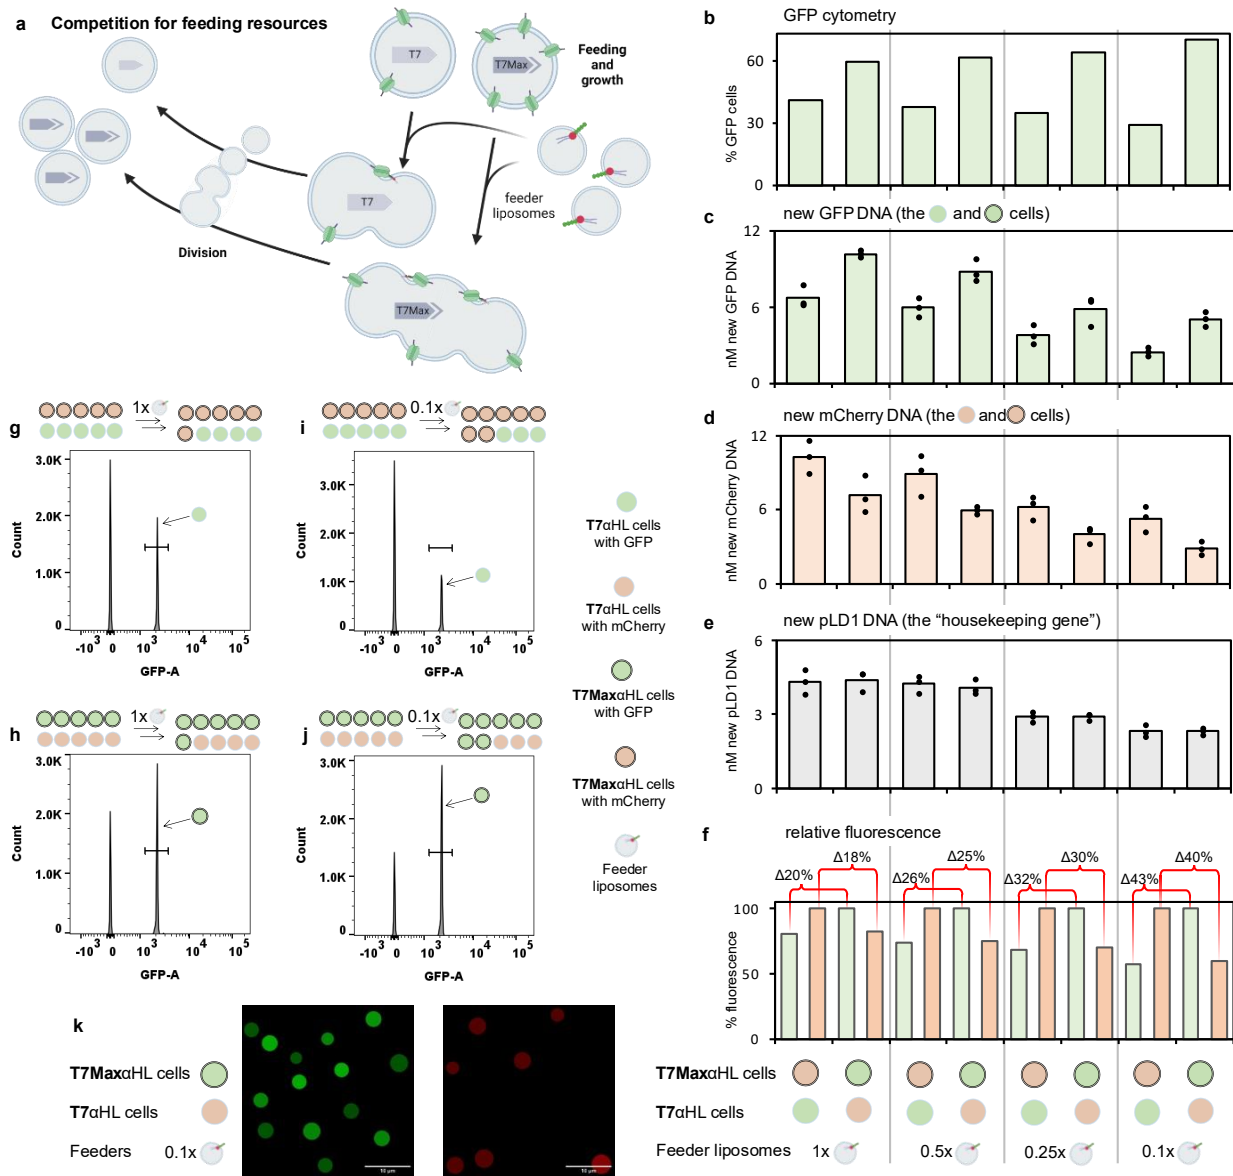 a Competition for feeding resources
T7
T7Max
Feeding
and
growth
T7
feeder
liposomes
Division
T7Max
b GFP cytometry
% GFP cells
60
30
0
c new GFP DNA (the and cells)
nM new GFP DNA
12
6
0
d new mCherry DNA (the and cells)
nM new mCherry DNA
12
6
0
e new pLD1 DNA (the “housekeeping gene”)
nM new pLD1 DNA
6
3
0
f relative fluorescence
Δ20%
Δ18%
Δ26%
Δ25%
Δ32%
Δ30%
Δ43%
Δ40%
% fluorescence
100
50
0
T7MaxαHL cells
T7αHL cells
Feeder liposomes 1x 0.5x 0.25x 0.1x
g 1x
Count
3.0K
2.0K
1.0K
0
-10³ 0 10³ 10⁴ 10⁵
GFP-A
i 0.1x
Count
3.0K
2.0K
1.0K
0
-10³ 0 10³ 10⁴ 10⁵
GFP-A
h 1x
Count
3.0K
2.0K
1.0K
0
-10³ 0 10³ 10⁴ 10⁵
GFP-A
j 0.1x
Count
3.0K
2.0K
1.0K
0
-10³ 0 10³ 10⁴ 10⁵
GFP-A
T7αHL cells
with GFP
T7αHL cells
with mCherry
T7MaxαHL cells
with GFP
T7MaxαHL cells
with mCherry
Feeder
liposomes
k
T7MaxαHL cells
T7αHL cells
Feeders 0.1x
10 µm
10 µm